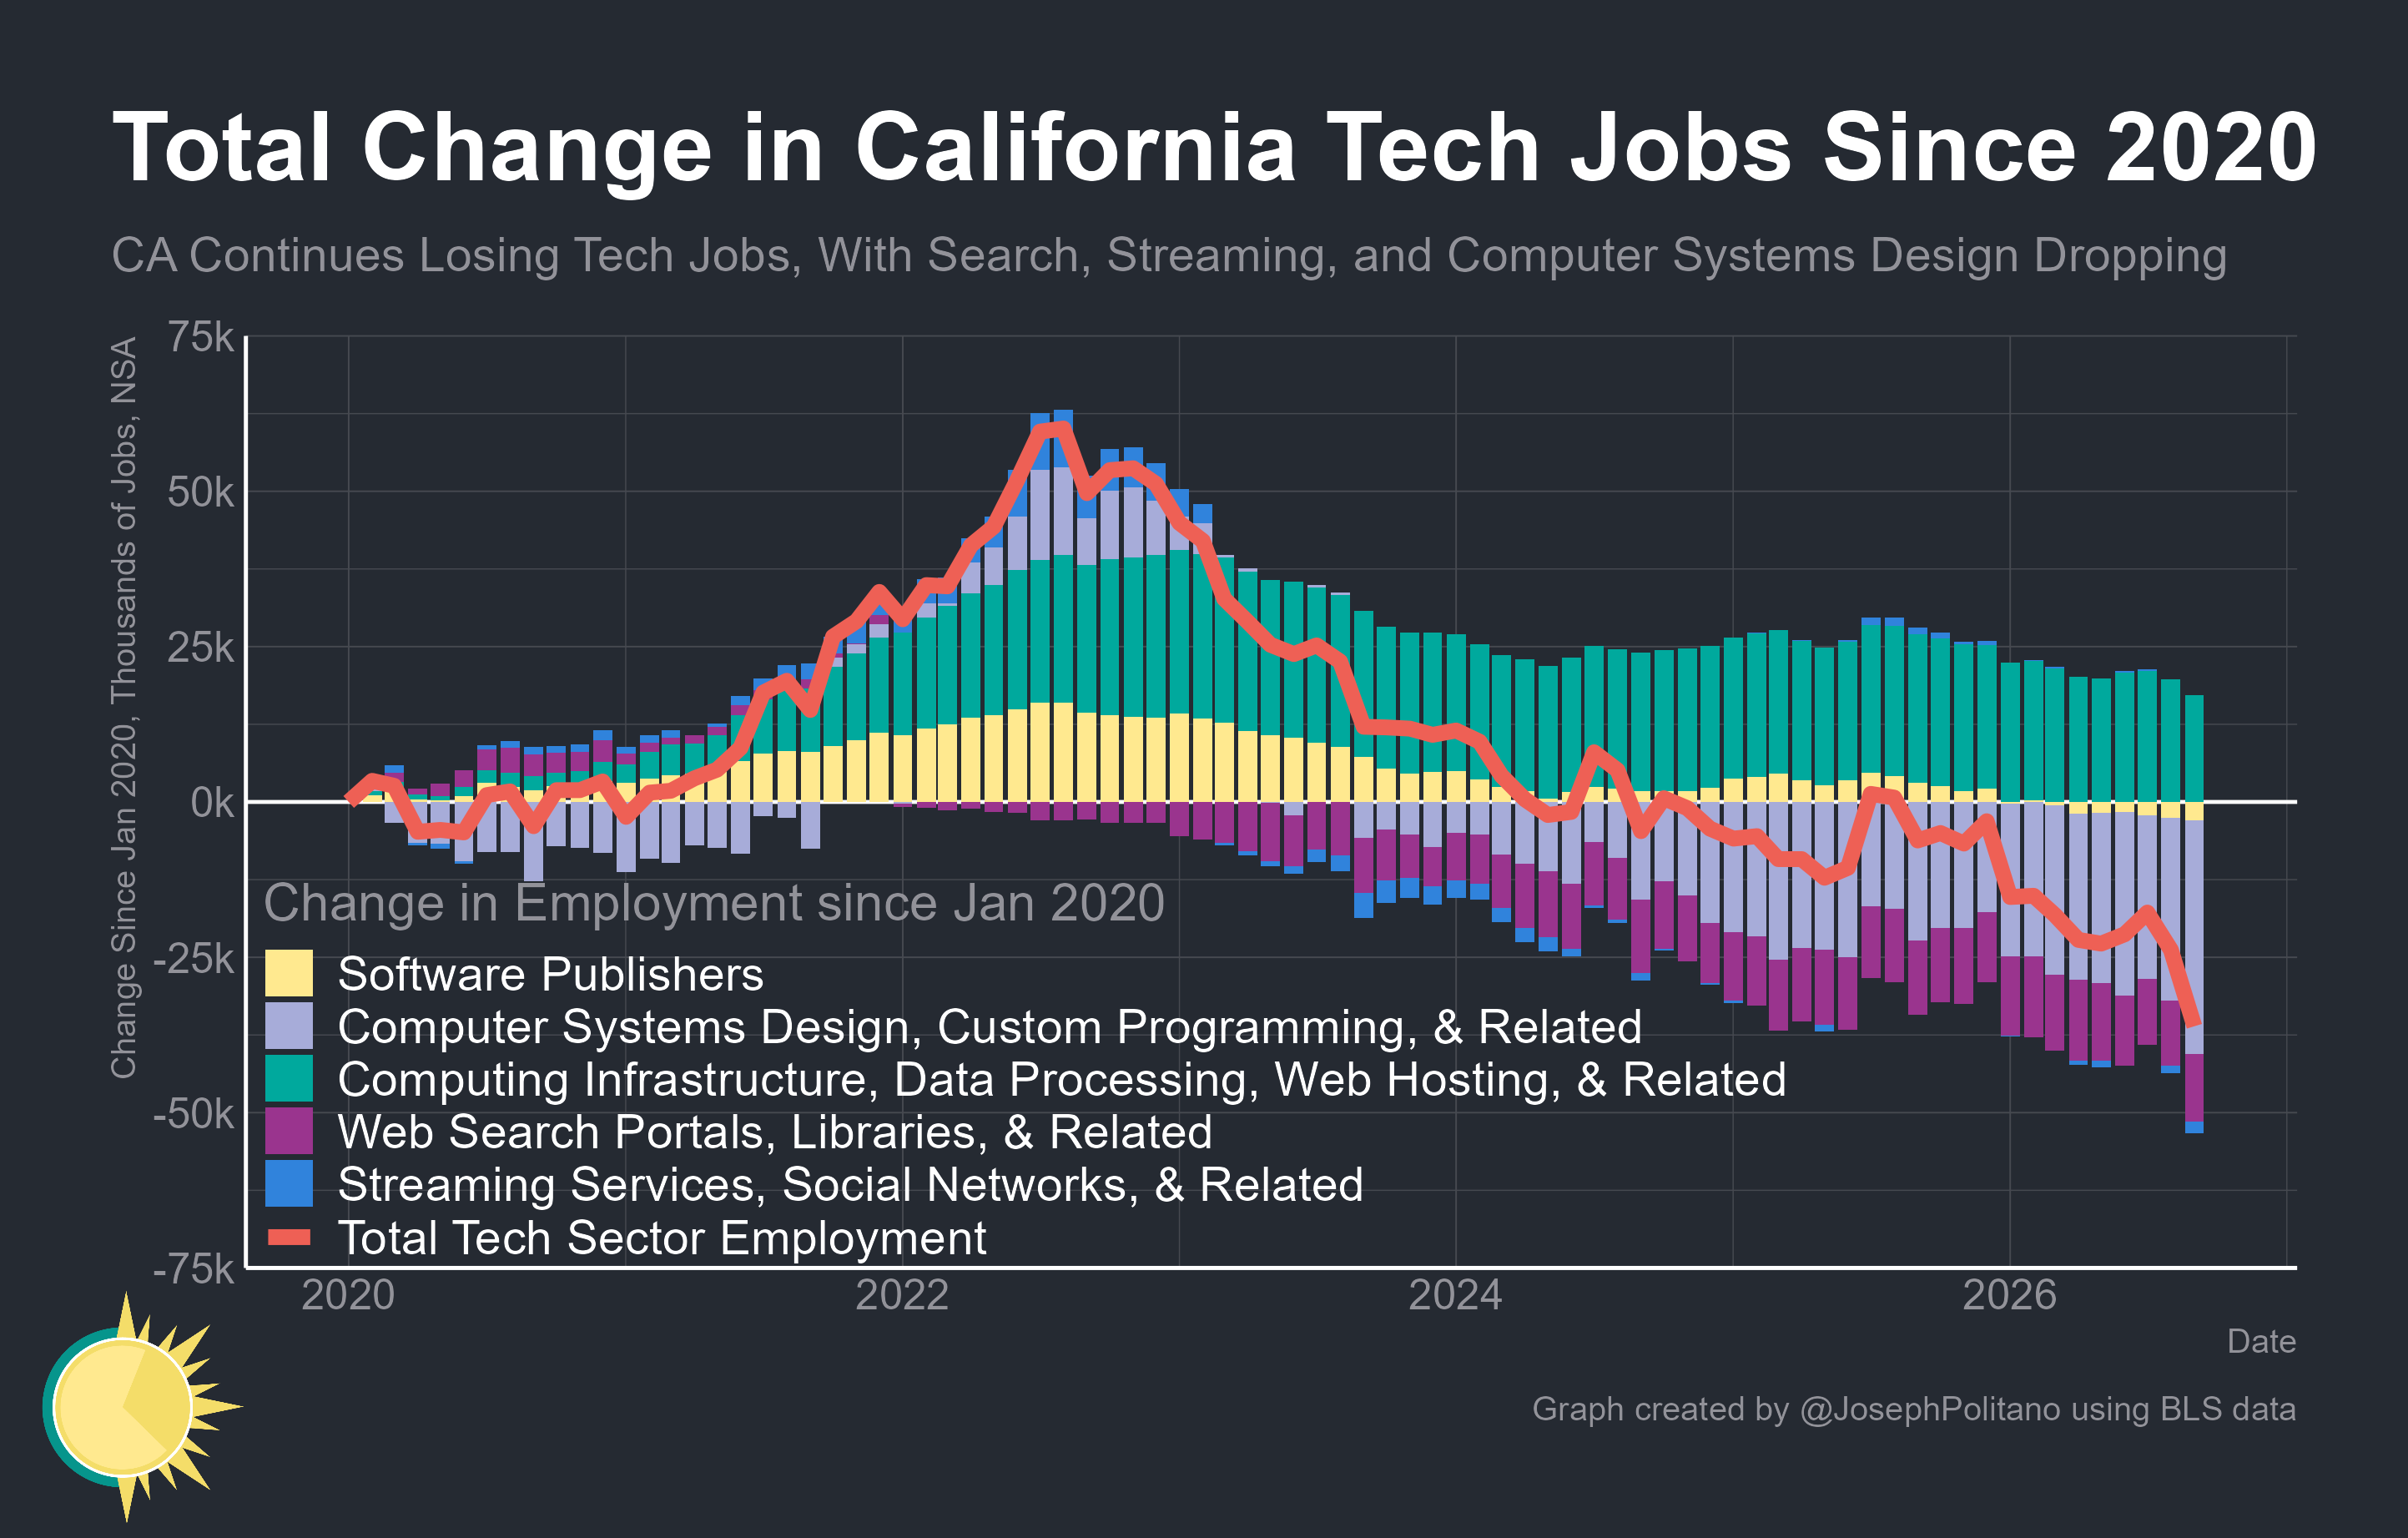 Total Change in California Tech Jobs Since 2020
CA Continues Losing Tech Jobs, With Search, Streaming, and Computer Systems Design Dropping
Change Since Jan 2020, Thousands of Jobs, NSA
75k
50k
25k
0k
-25k
-50k
-75k
Change in Employment since Jan 2020
Software Publishers
Computer Systems Design, Custom Programming, & Related
Computing Infrastructure, Data Processing, Web Hosting, & Related
Web Search Portals, Libraries, & Related
Streaming Services, Social Networks, & Related
Total Tech Sector Employment
2020 2022 2024 2026
Date
Graph created by @JosephPolitano using BLS data